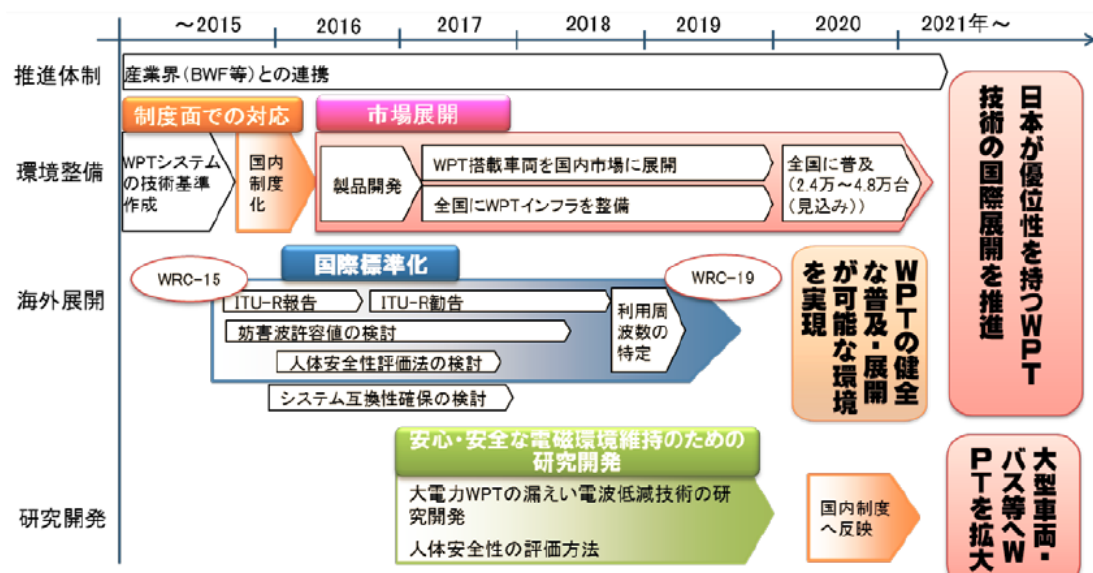 ～2015
2016
2017
2018
2019
2020
2021年～
推進体制
産業界（BWF等）との連携
制度面での対応
市場展開
環境整備
WPTシステム
の技術基準
作成
国内
制度
化
製品開発
WPT搭載車両を国内市場に展開
全国にWPTインフラを整備
全国に普及
（2.4万～4.8万台
（見込み））
日本が優位性を持つWPT
技術の国際展開を推進
海外展開
WRC-15
国際標準化
WRC-19
ITU-R報告
ITU-R勧告
妨害波許容値の検討
人体安全性評価法の検討
システム互換性確保の検討
利用周
波数の
特定
WPTの健全
な普及・展開
が可能な環境
を実現
研究開発
安心・安全な電磁環境維持のための
研究開発
大電力WPTの漏えい電波低減技術の研
究開発
人体安全性の評価方法
国内制度
へ反映
大型車両・
バス等へW
PTを拡大